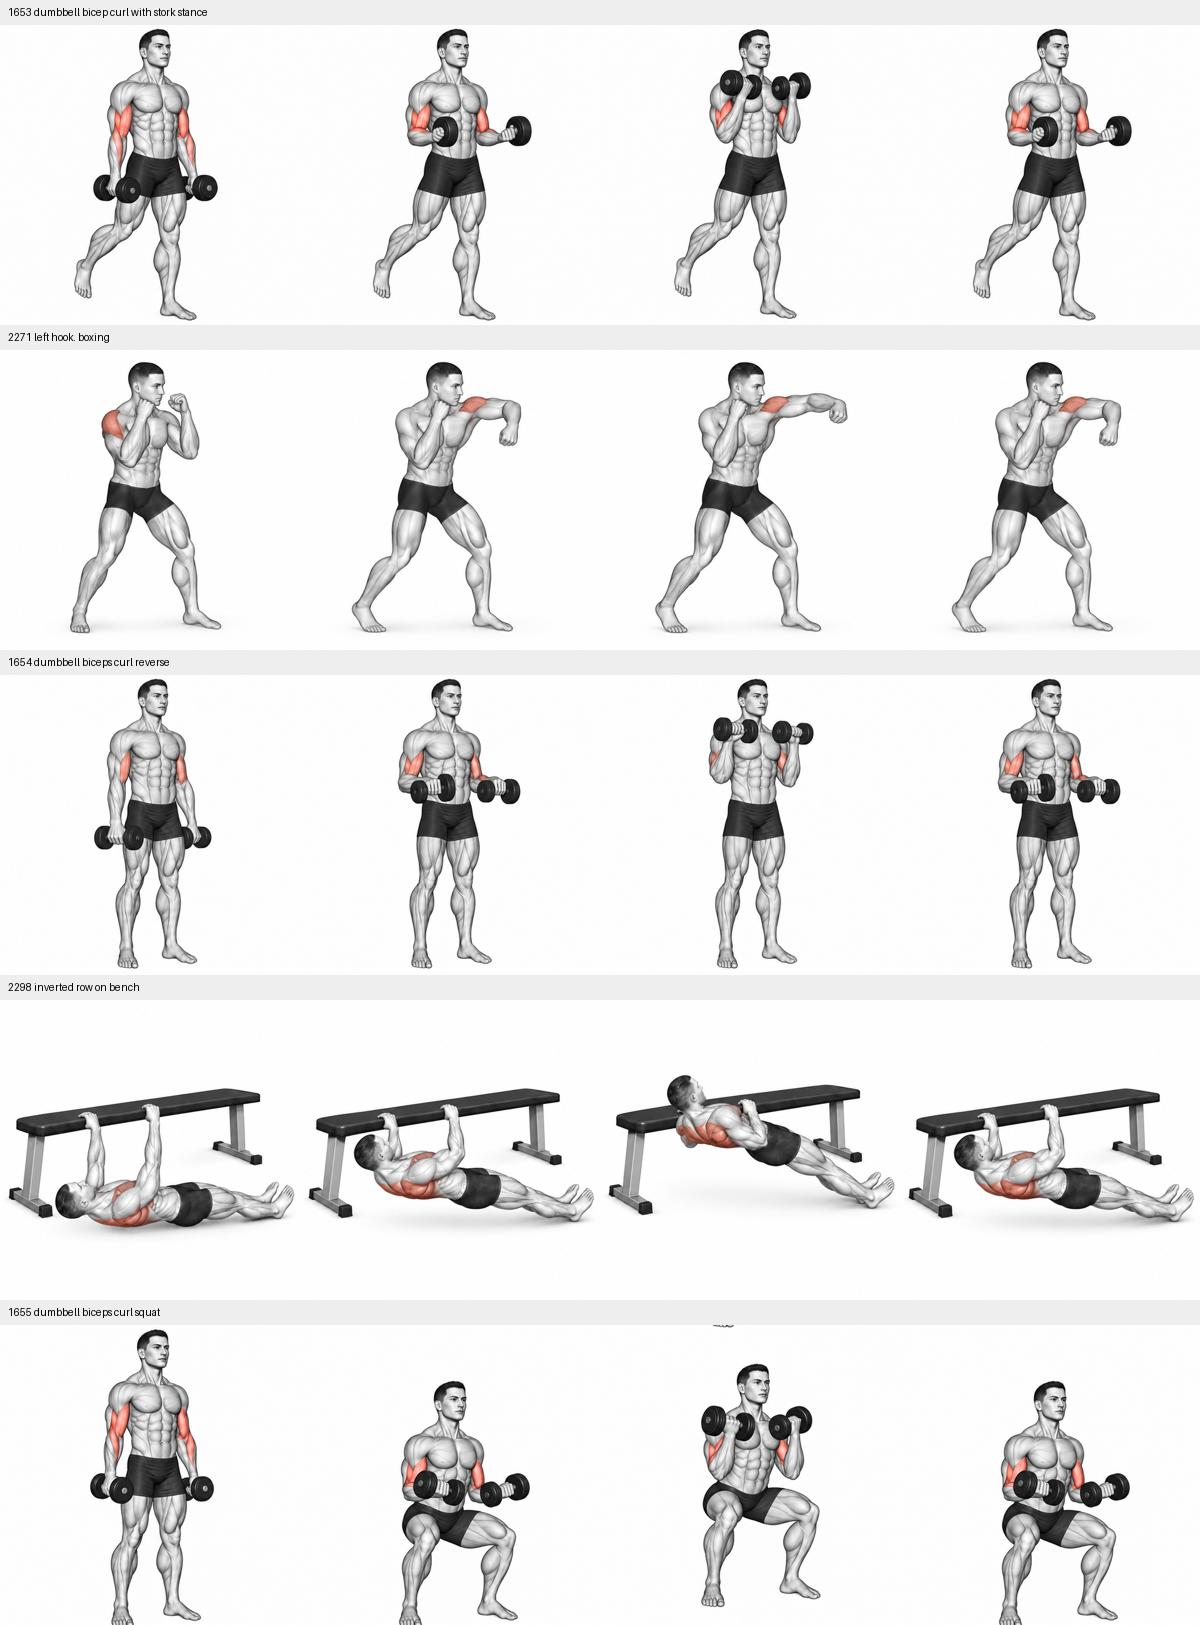 1653 dumbbell bicep curl with stork stance
2271 left hook. boxing
1654 dumbbell biceps curl reverse
2298 inverted row on bench
1655 dumbbell biceps curl squat